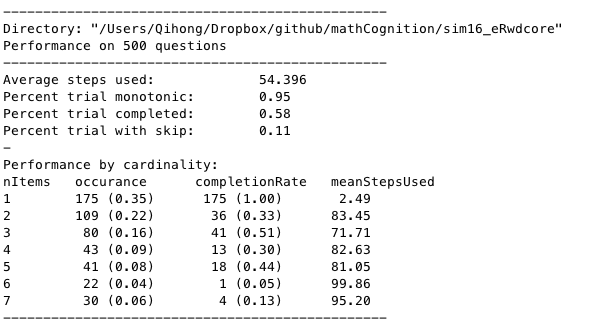 ------------------------------------------------
Directory: "/Users/Qihong/Dropbox/github/mathCognition/sim16_eRwdcore"
Performance on 500 questions
------------------------------------------------
Average steps used:             54.396
Percent trial monotonic:        0.95
Percent trial completed:        0.58
Percent trial with skip:        0.11
-
Performance by cardinality:
nItems   occurance      completionRate   meanStepsUsed
1        175 (0.35)      175 (1.00)       2.49
2        109 (0.22)       36 (0.33)      83.45
3         80 (0.16)       41 (0.51)      71.71
4         43 (0.09)       13 (0.30)      82.63
5         41 (0.08)       18 (0.44)      81.05
6         22 (0.04)        1 (0.05)      99.86
7         30 (0.06)        4 (0.13)      95.20
------------------------------------------------